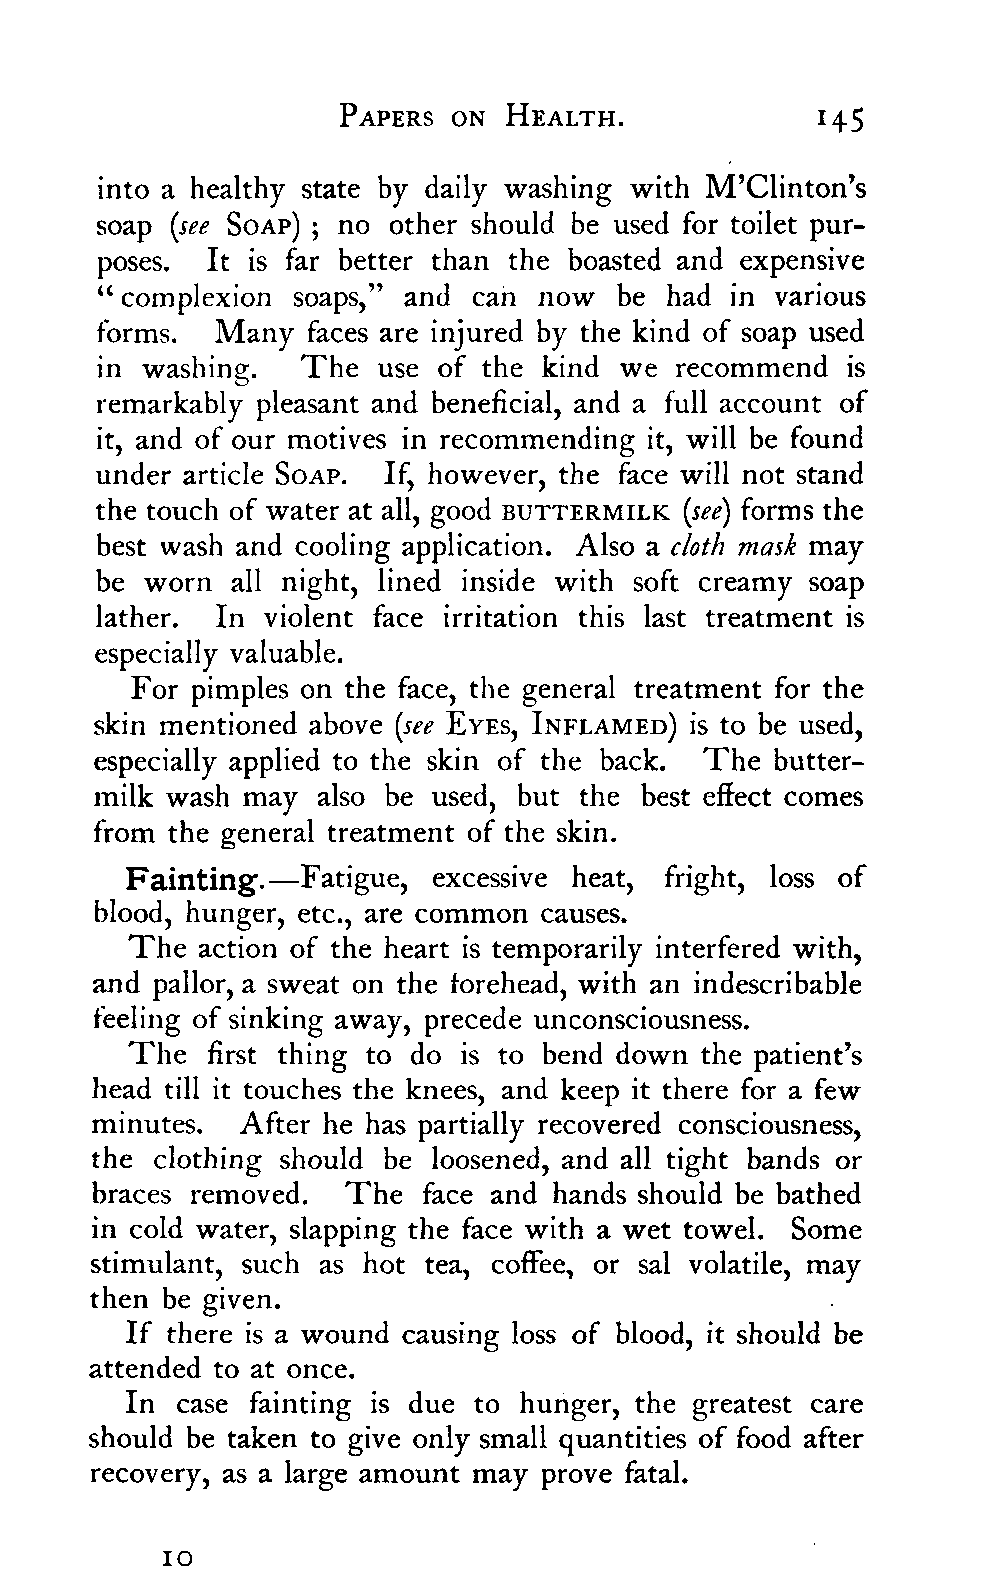 PAPERS ON HEALTH. 145
into a healthy state by daily washing with M'Clinton's
soap (see SOAP) ; no other should be used for toilet pur-
poses. It is far better than the boasted and expensive
“complexion soaps,” and can now be had in various
forms. Many faces are injured by the kind of soap used
in washing. The use of the kind we recommend is
remarkably pleasant and beneficial, and a full account of
it, and of our motives in recommending it, will be found
under article SOAP. If, however, the face will not stand
the touch of water at all, good BUTTERMILK (see) forms the
best wash and cooling application. Also a cloth mask may
be worn all night, lined inside with soft creamy soap
lather. In violent face irritation this last treatment is
especially valuable.
For pimples on the face, the general treatment for the
skin mentioned above (see EYES, INFLAMED) is to be used,
especially applied to the skin of the back. The butter-
milk wash may also be used, but the best effect comes
from the general treatment of the skin.
Fainting.—Fatigue, excessive heat, fright, loss of
blood, hunger, etc., are common causes.
The action of the heart is temporarily interfered with,
and pallor, a sweat on the forehead, with an indescribable
feeling of sinking away, precede unconsciousness.
The first thing to do is to bend down the patient's
head till it touches the knees, and keep it there for a few
minutes. After he has partially recovered consciousness,
the clothing should be loosened, and all tight bands or
braces removed. The face and hands should be bathed
in cold water, slapping the face with a wet towel. Some
stimulant, such as hot tea, coffee, or sal volatile, may
then be given.
If there is a wound causing loss of blood, it should be
attended to at once.
In case fainting is due to hunger, the greatest care
should be taken to give only small quantities of food after
recovery, as a large amount may prove fatal.
10